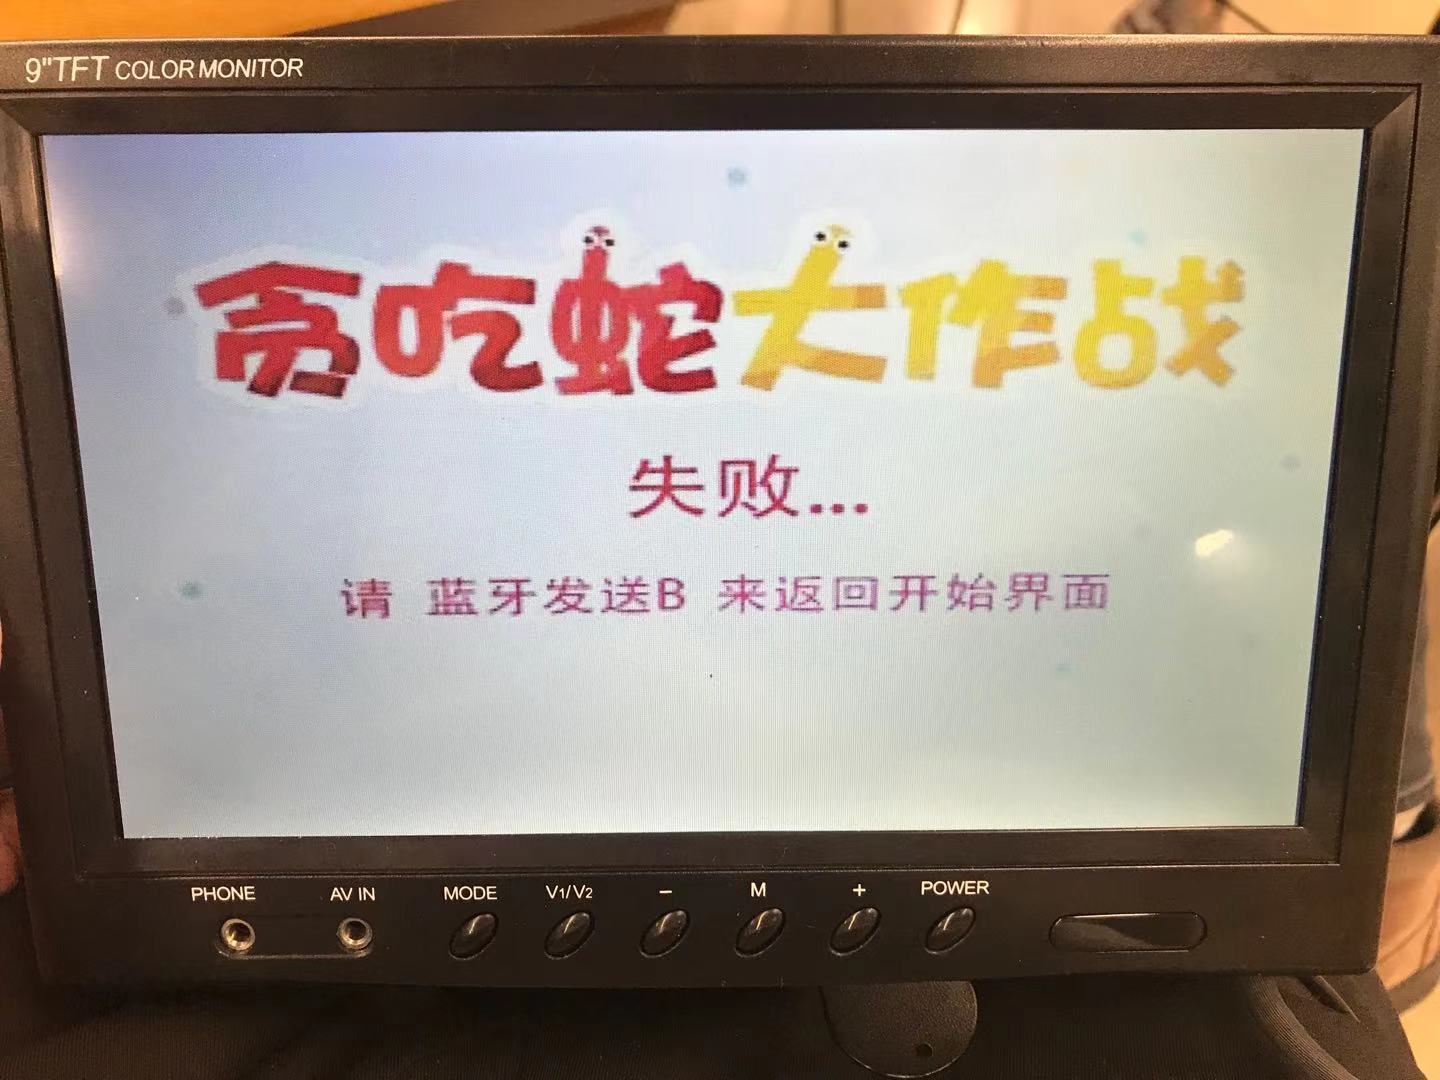 9"TFT COLOR MONITOR
贪吃蛇大作战
失败...
请 蓝牙发送B 来返回开始界面
PHONE AV IN MODE V1/V2 − M + POWER